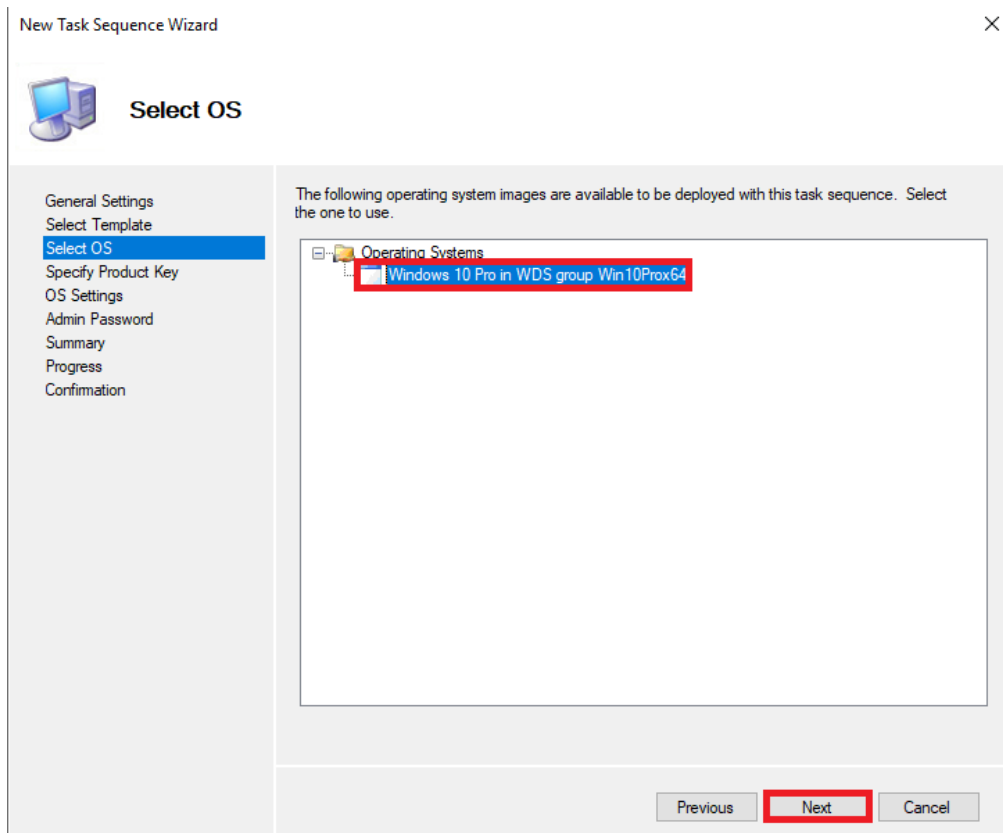 New Task Sequence Wizard
Select OS
General Settings
Select Template
Select OS
Specify Product Key
OS Settings
Admin Password
Summary
Progress
Confirmation
The following operating system images are available to be deployed with this task sequence.  Select
the one to use.
Operating Systems
Windows 10 Pro in WDS group Win10Prox64
Previous
Next
Cancel